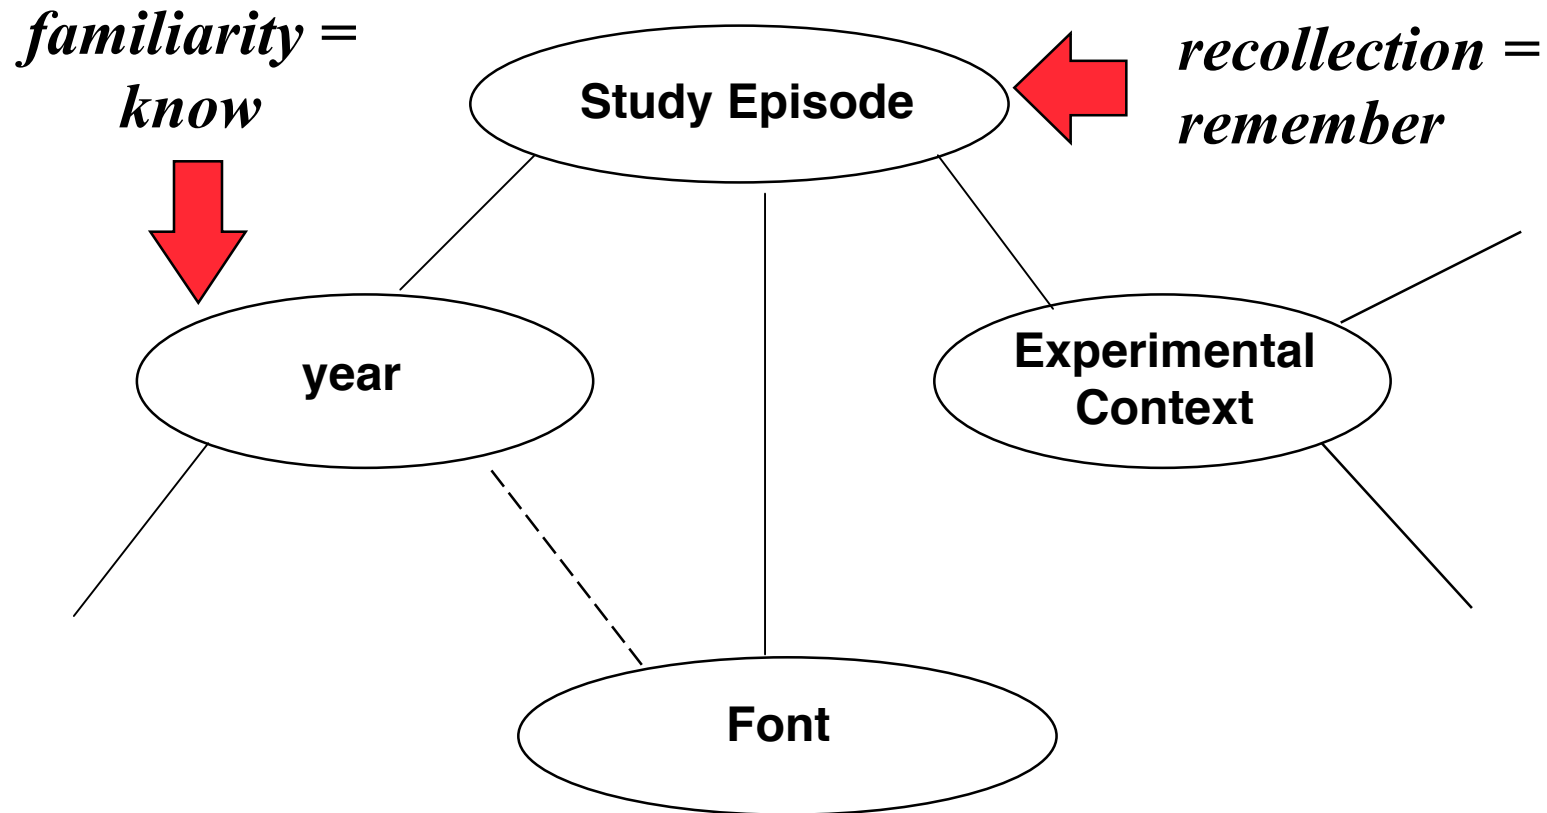 familiarity =
know
Study Episode
recollection =
remember
year
Experimental
Context
Font